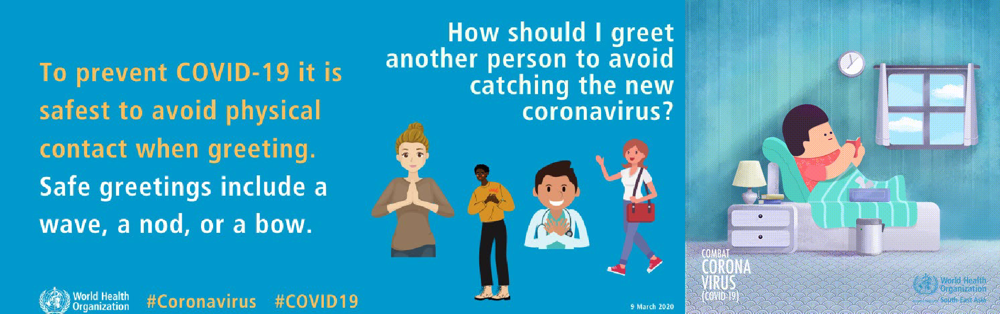 To prevent COVID-19 it is
safest to avoid physical
contact when greeting.
Safe greetings include a
wave, a nod, or a bow.
World Health
Organization
#Coronavirus #COVID19
How should I greet
another person to avoid
catching the new
coronavirus?
9 March 2020
COMBAT
CORONA
VIRUS
(COVID-19)
World Health
Organization
South-East Asia